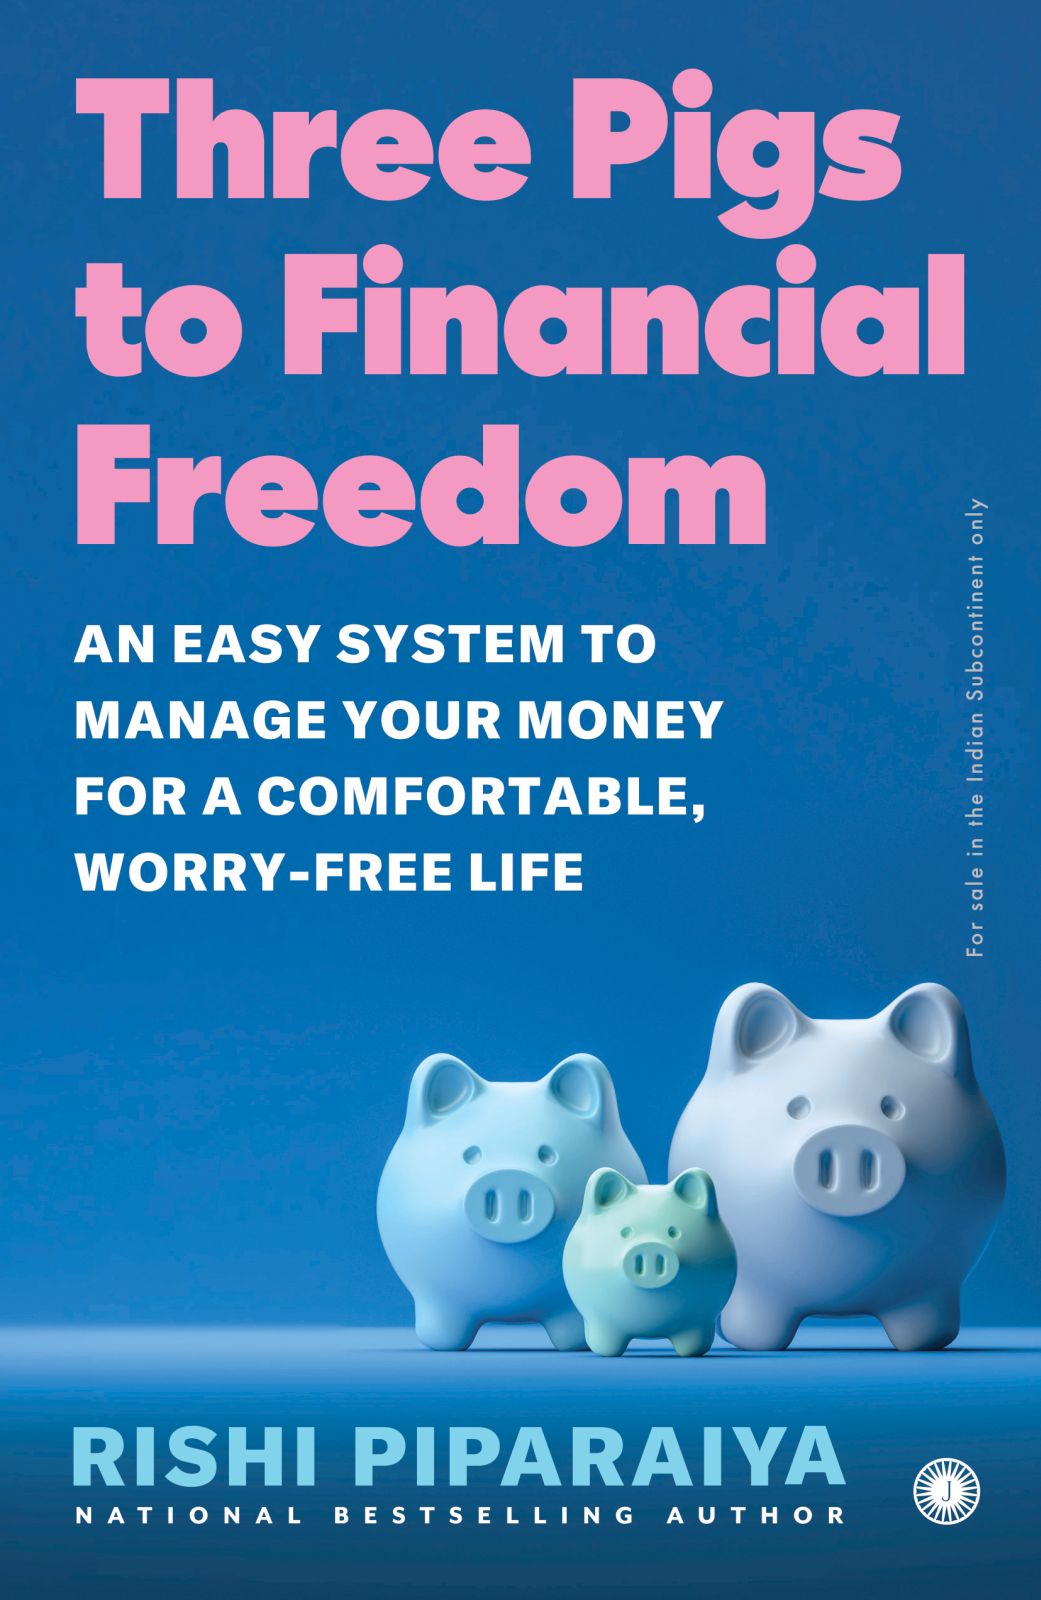 Three Pigs
to Financial
Freedom
AN EASY SYSTEM TO
MANAGE YOUR MONEY
FOR A COMFORTABLE,
WORRY-FREE LIFE
For sale in the Indian Subcontinent only
RISHI PIPARAIYA
NATIONAL BESTSELLING AUTHOR
J